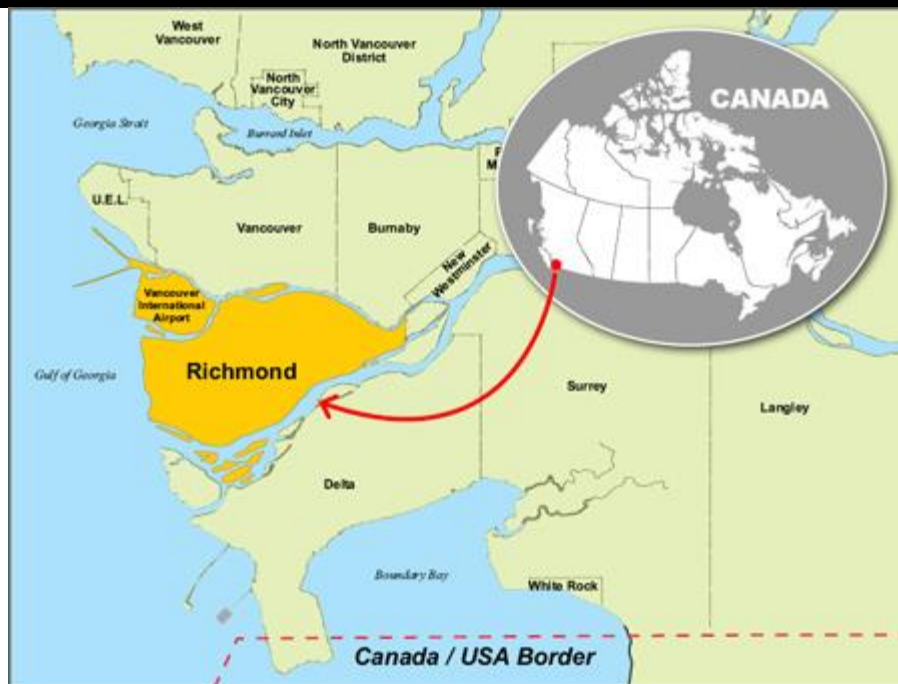 West
Vancouver
North Vancouver
District
North
Vancouver
City
CANADA
Georgia Strait
Burrard Inlet
U.E.L.
Vancouver
Burnaby
New
Westminster
Vancouver
International
Airport
Richmond
Gulf of Georgia
Surrey
Langley
Delta
Boundary Bay
White Rock
Canada / USA Border